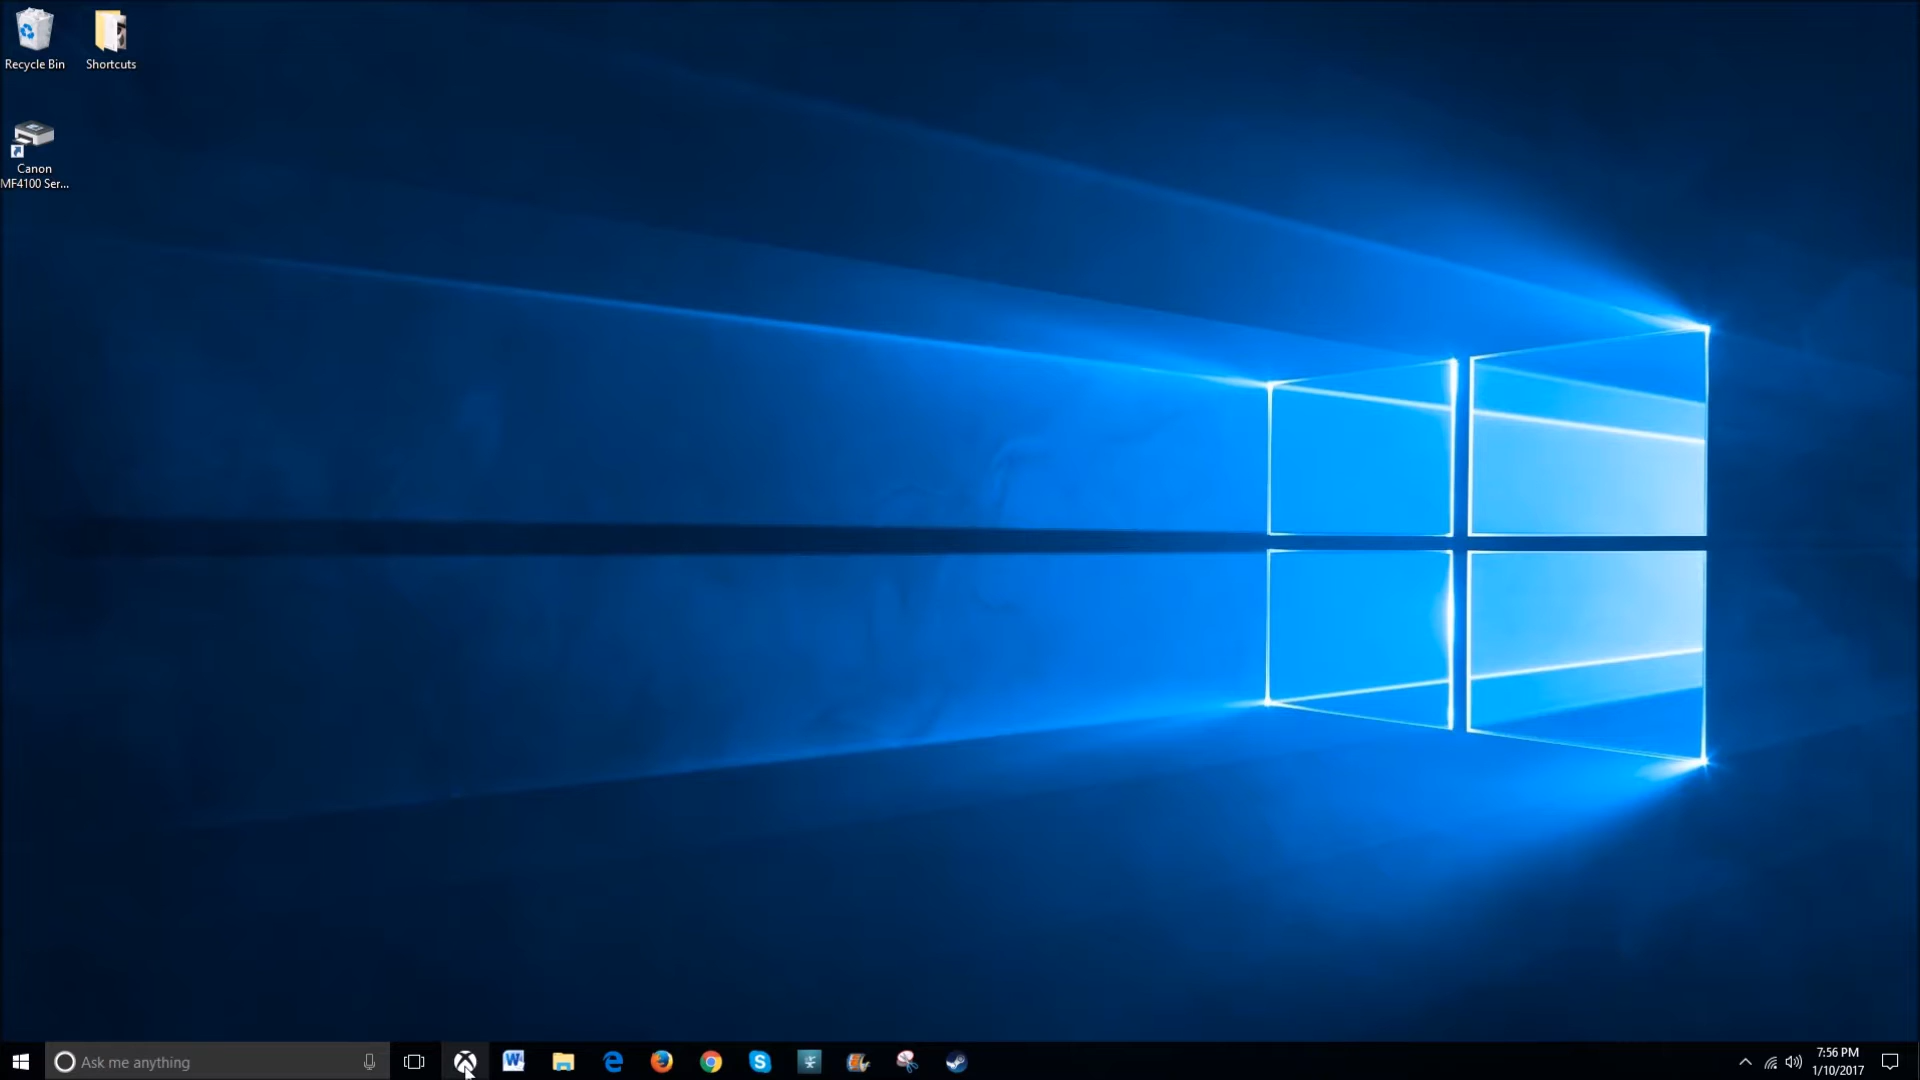 Recycle Bin
Shortcuts
Canon
MF4100 Ser...
Ask me anything
7:56 PM
1/10/2017